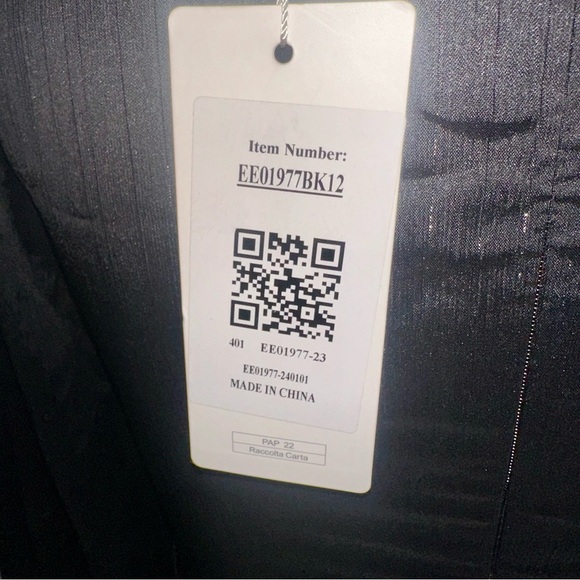 Item Number:
EE01977BK12
401 EE01977-23
EE01977-240101
MADE IN CHINA
PAP 22
Raccolta Carta